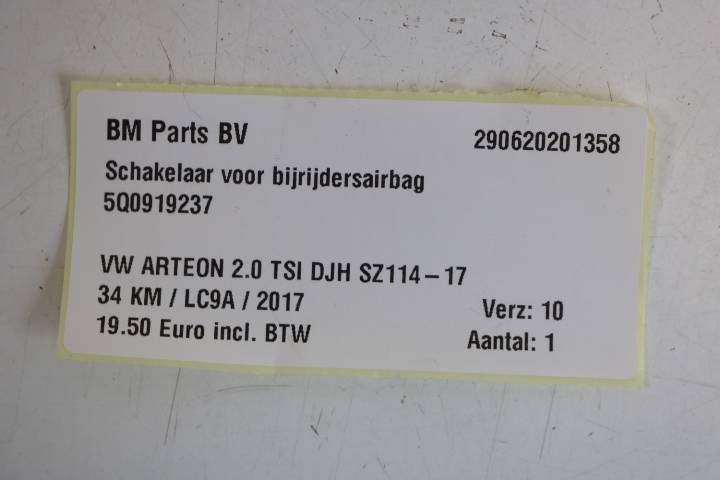 BM Parts BV 290620201358
Schakelaar voor bijrijdersairbag
5Q0919237
VW ARTEON 2.0 TSI DJH SZ114-17
34 KM / LC9A / 2017 Verz: 10
19.50 Euro incl. BTW Aantal: 1